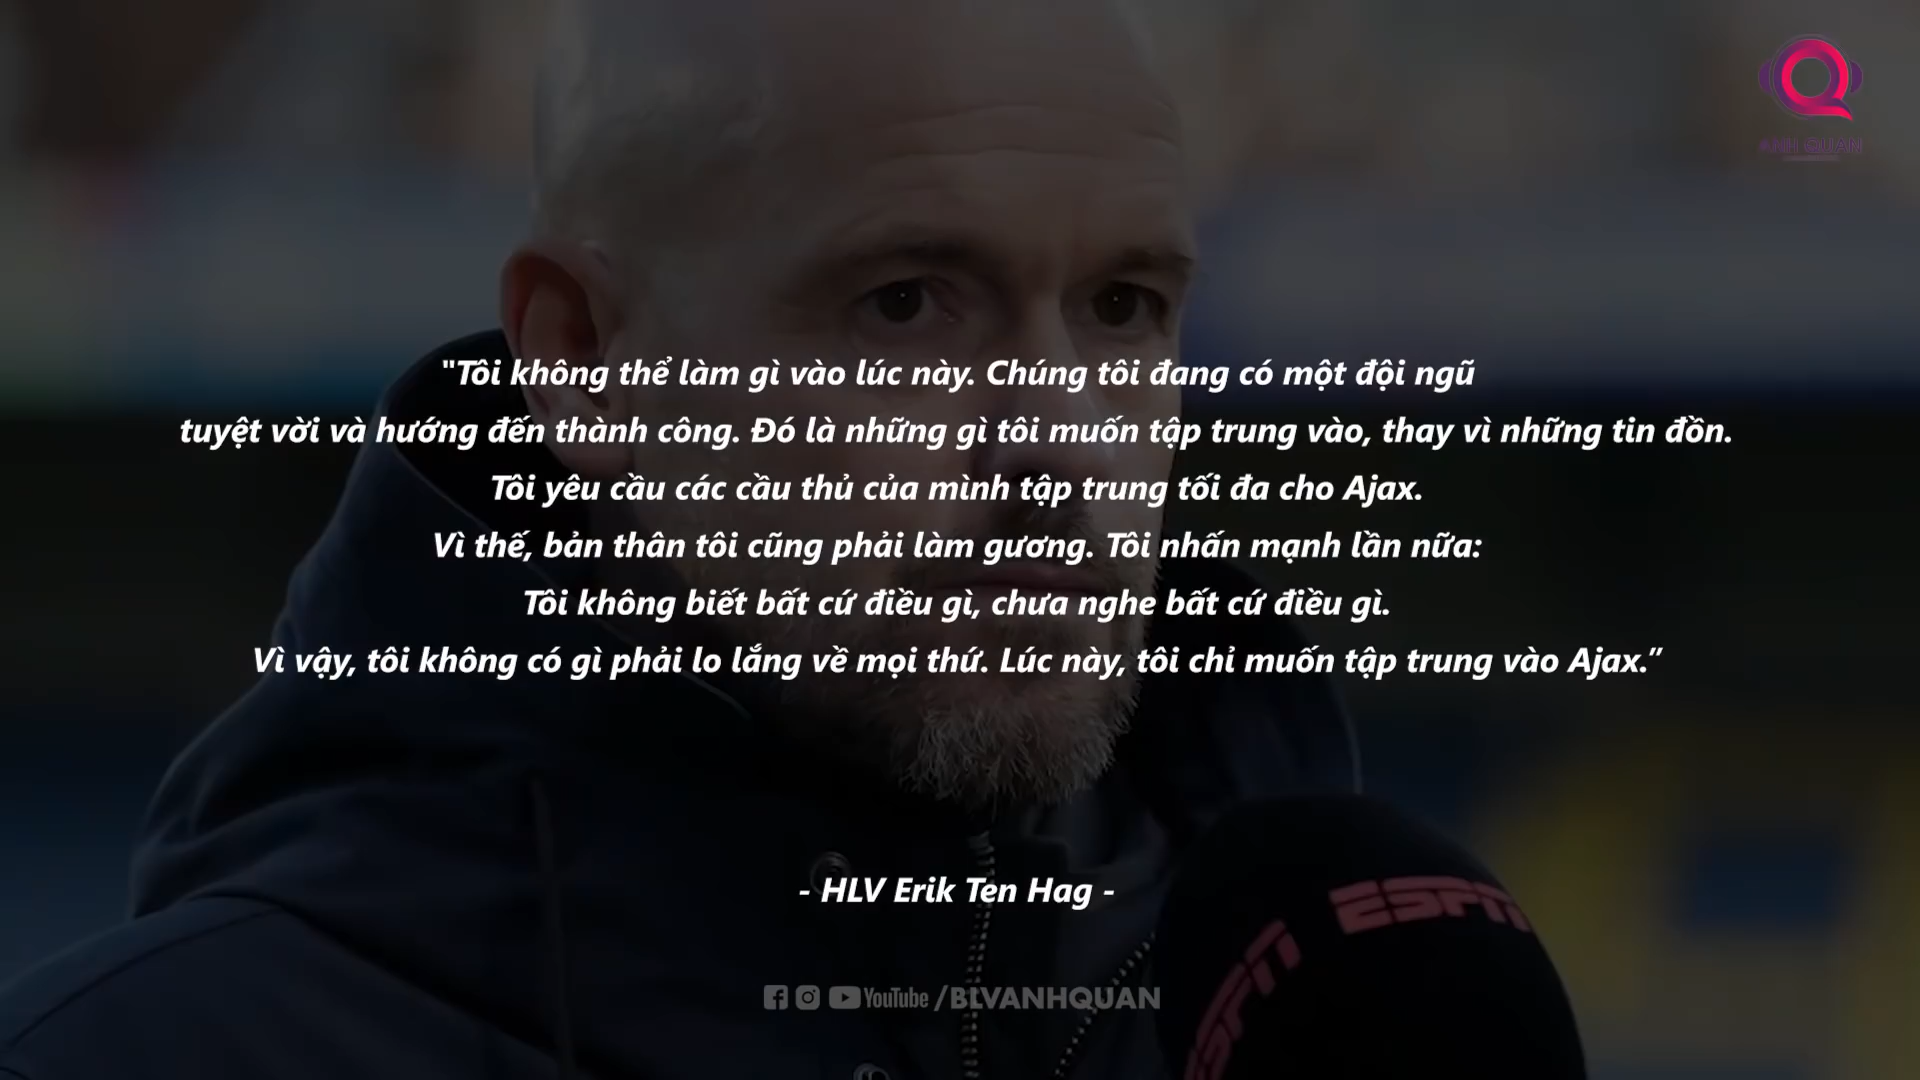 ANH QUAN
"Tôi không thể làm gì vào lúc này. Chúng tôi đang có một đội ngũ
tuyệt vời và hướng đến thành công. Đó là những gì tôi muốn tập trung vào, thay vì những tin đồn.
Tôi yêu cầu các cầu thủ của mình tập trung tối đa cho Ajax.
Vì thế, bản thân tôi cũng phải làm gương. Tôi nhấn mạnh lần nữa:
Tôi không biết bất cứ điều gì, chưa nghe bất cứ điều gì.
Vì vậy, tôi không có gì phải lo lắng về mọi thứ. Lúc này, tôi chỉ muốn tập trung vào Ajax.”
- HLV Erik Ten Hag -
ESPN
ESPN
YouTube /BLVANHQUAN